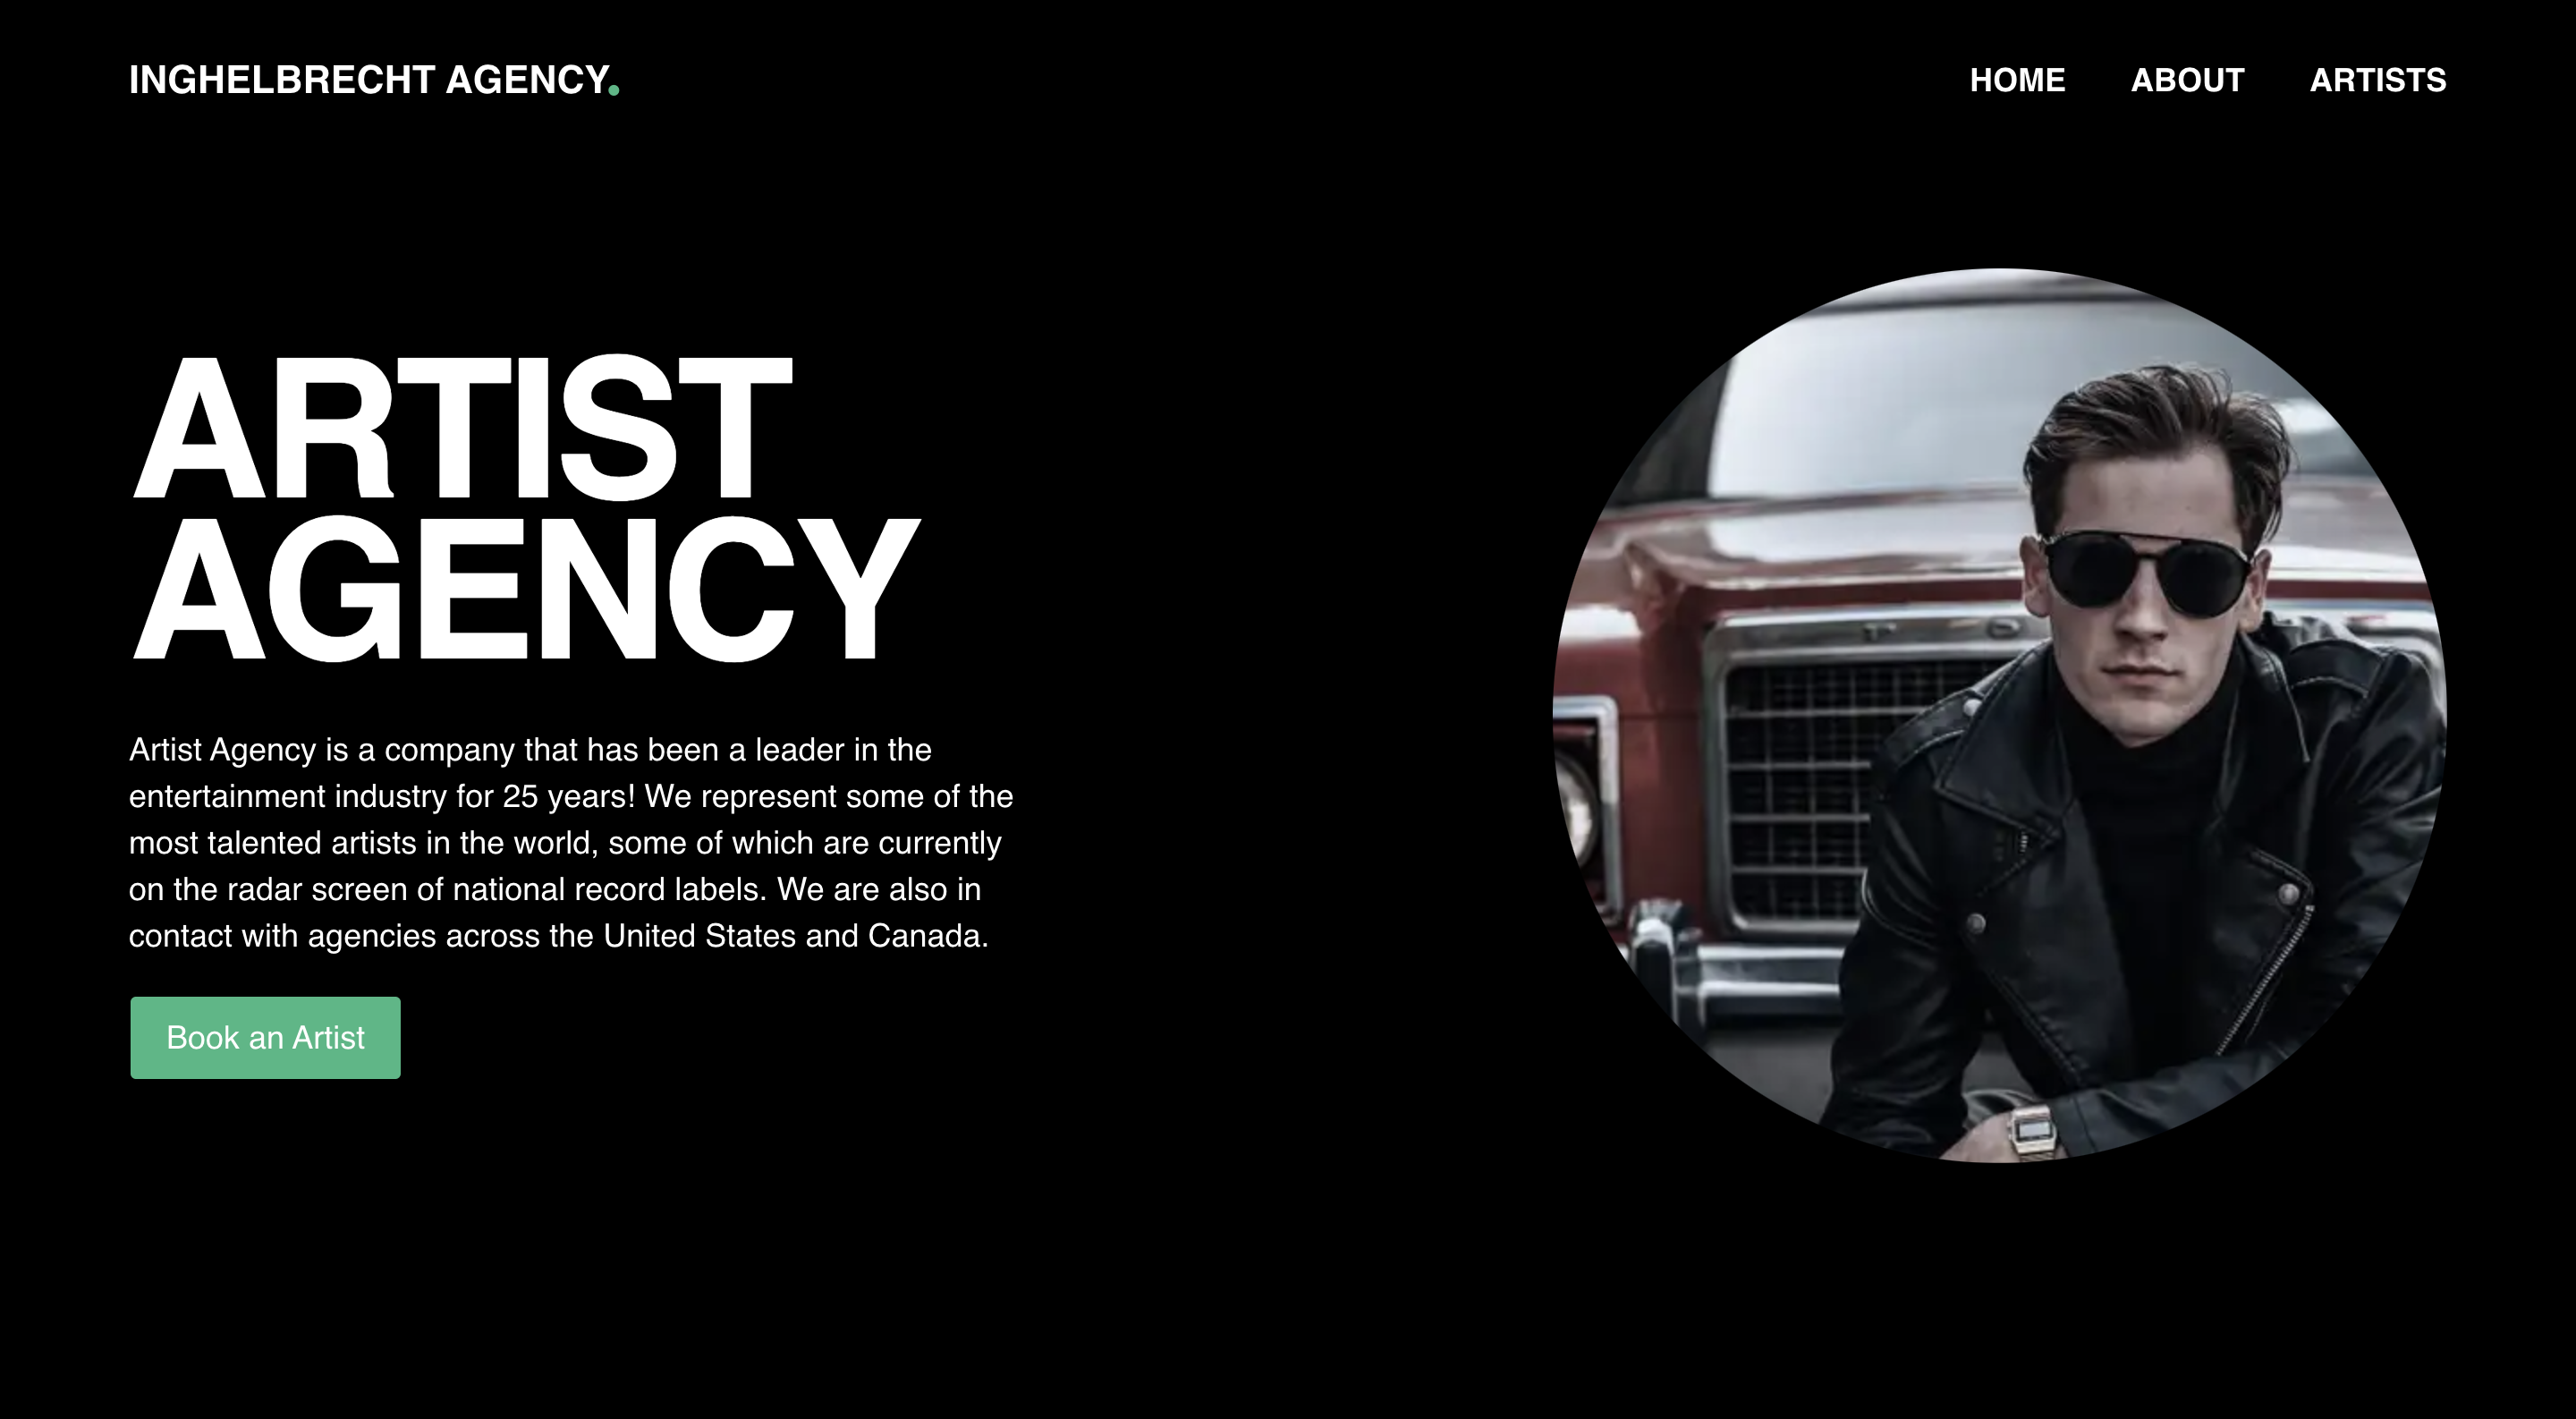 INGHELBRECHT AGENCY.
HOME ABOUT ARTISTS
ARTIST
AGENCY
Artist Agency is a company that has been a leader in the
entertainment industry for 25 years! We represent some of the
most talented artists in the world, some of which are currently
on the radar screen of national record labels. We are also in
contact with agencies across the United States and Canada.
Book an Artist